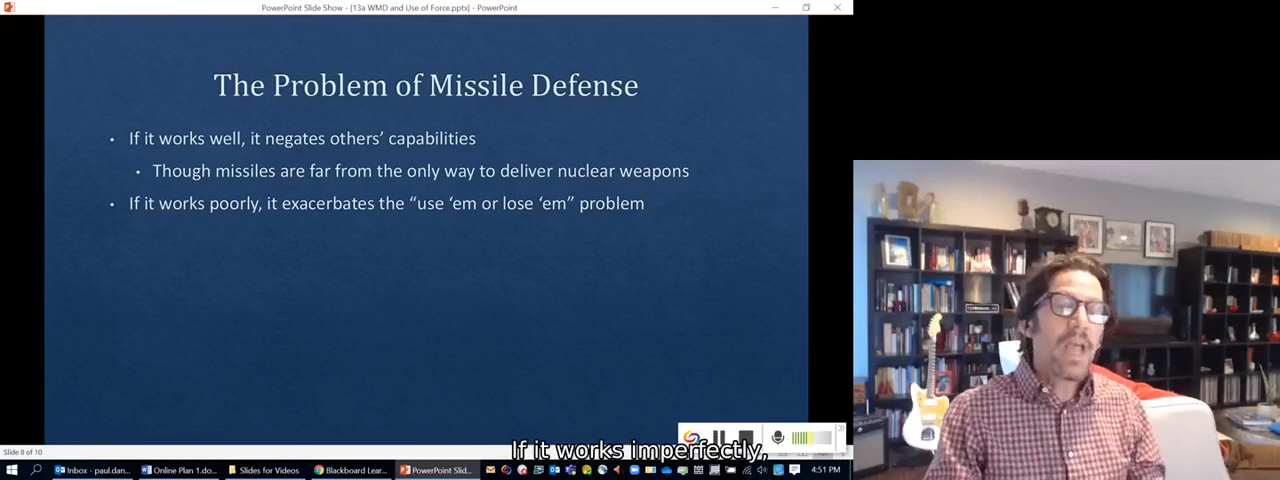 PowerPoint Slide Show - [13a WMD and Use of Force.pptx] - PowerPoint
The Problem of Missile Defense
• If it works well, it negates others’ capabilities
• Though missiles are far from the only way to deliver nuclear weapons
• If it works poorly, it exacerbates the “use ‘em or lose ‘em” problem
If it works imperfectly,
Slide 8 of 10
Inbox - paul.dan...
Online Plan 1.do...
Slides for Videos
Blackboard Lear...
PowerPoint Slid...
4:51 PM